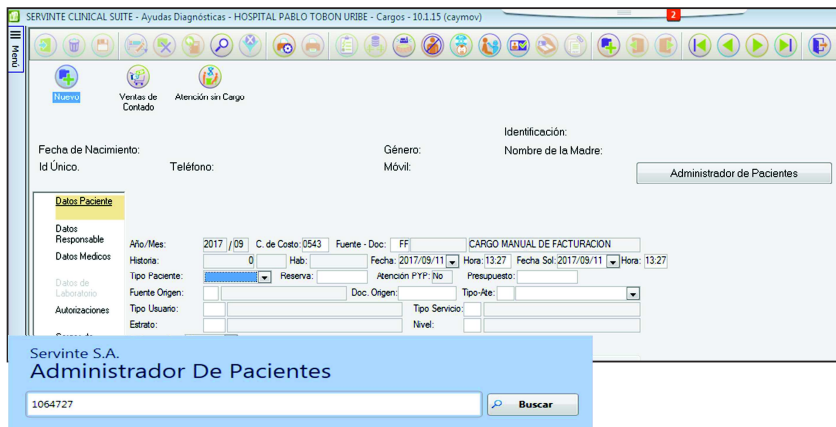 SERVINTE CLINICAL SUITE - Ayudas Diagnósticas - HOSPITAL PABLO TOBON URIBE - Cargos - 10.1.15 (caymov)
2
Menú
Nuevo
Ventas de Contado
Atención sin Cargo
Identificación:
Fecha de Nacimiento: Género: Nombre de la Madre:
Id Único. Teléfono: Móvil:
Administrador de Pacientes
Datos Paciente
Datos Responsable
Datos Medicos
Datos de Laboratorio
Autorizaciones
Año/Mes: 2017 / 09 C. de Costo: 0543 Fuente - Doc: FF CARGO MANUAL DE FACTURACION
Historia: 0 Hab: Fecha: 2017/09/11 Hora: 13:27 Fecha Sol: 2017/09/11 Hora: 13:27
Tipo Paciente: Reserva: Atención PYP: No Presupuesto:
Fuente Origen: Doc. Origen: Tipo-Ate:
Tipo Usuario: Tipo Servicio:
Estrato: Nivel:
Servinte S.A.
Administrador De Pacientes
1064727 Buscar